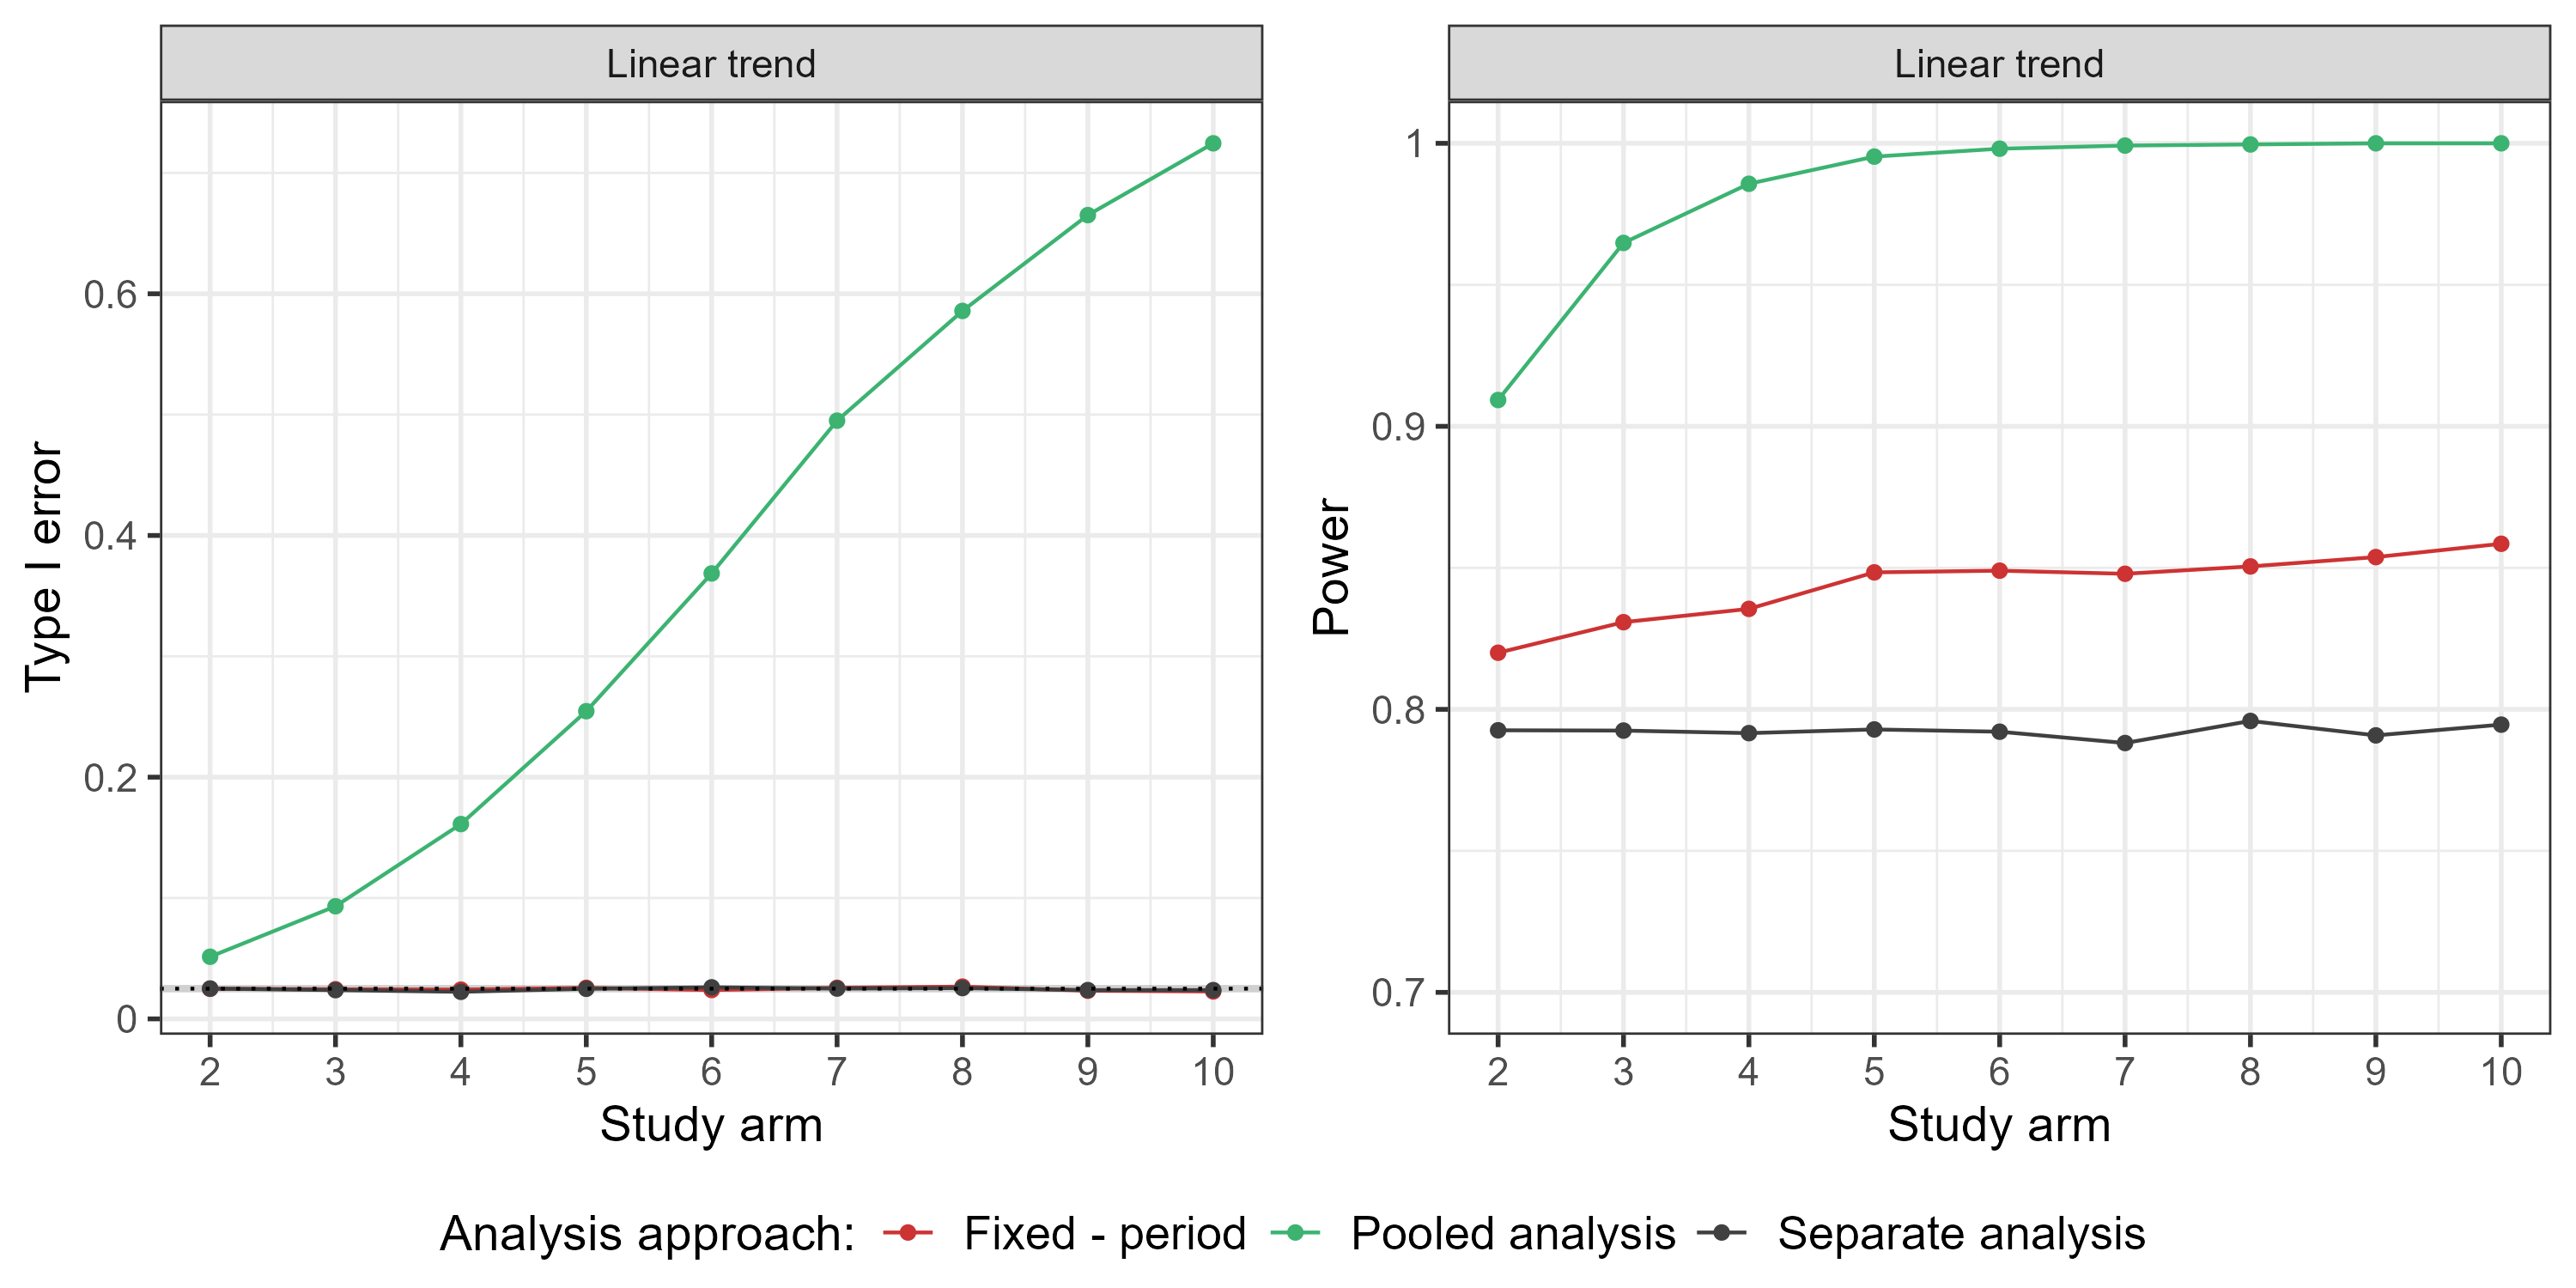 Linear trend
Type I error
0.6
0.4
0.2
0
2 3 4 5 6 7 8 9 10
Study arm
Linear trend
Power
1
0.9
0.8
0.7
2 3 4 5 6 7 8 9 10
Study arm
Analysis approach: Fixed - period Pooled analysis Separate analysis